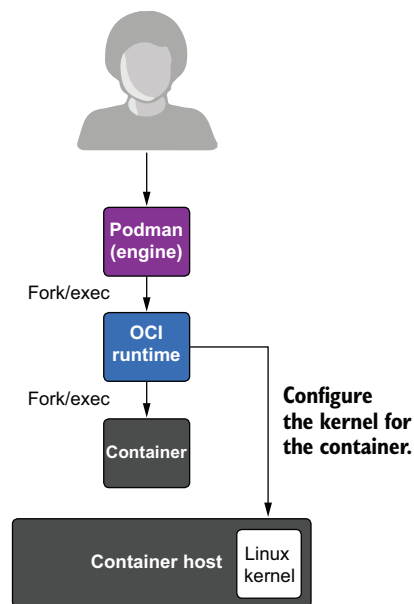 Podman
(engine)
Fork/exec
OCI
runtime
Fork/exec
Configure
the kernel for
the container.
Container
Container host
Linux
kernel